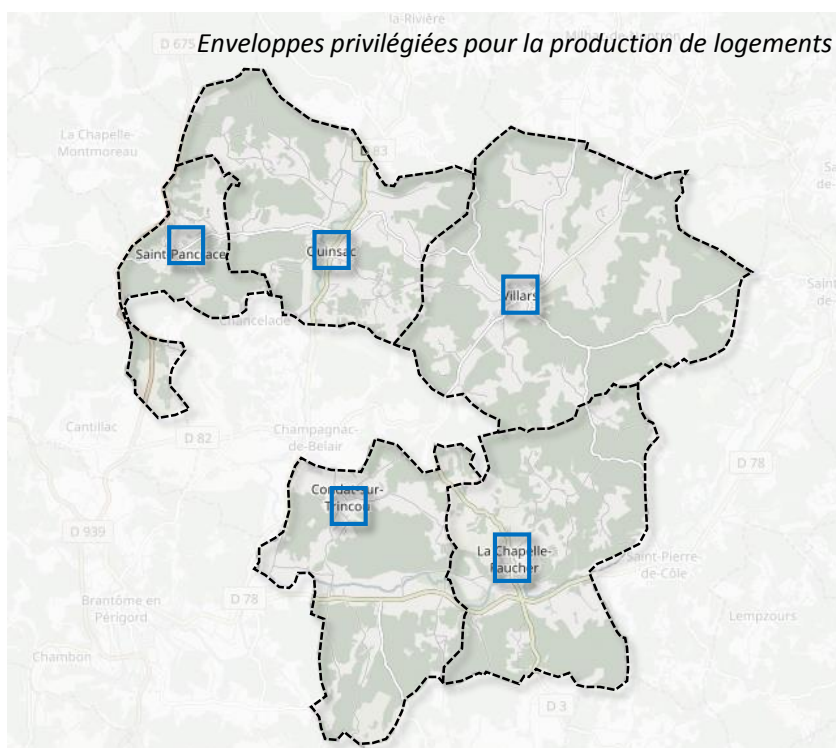 la-Rivière
D 675
Enveloppes privilégiées pour la production de logements
La Chapelle-
Montmoreau
D 83
Saint-Pancrace
Quinsac
Villars
Chancelade
Cantillac
D 82
Champagnac-
de-Belair
D 78
Condat-sur-
Trincou
D 939
La Chapelle-
Faucher
Saint-Pierre-
de-Côle
Brantôme en
Périgord
D 78
Lempzours
Chambon
D 3